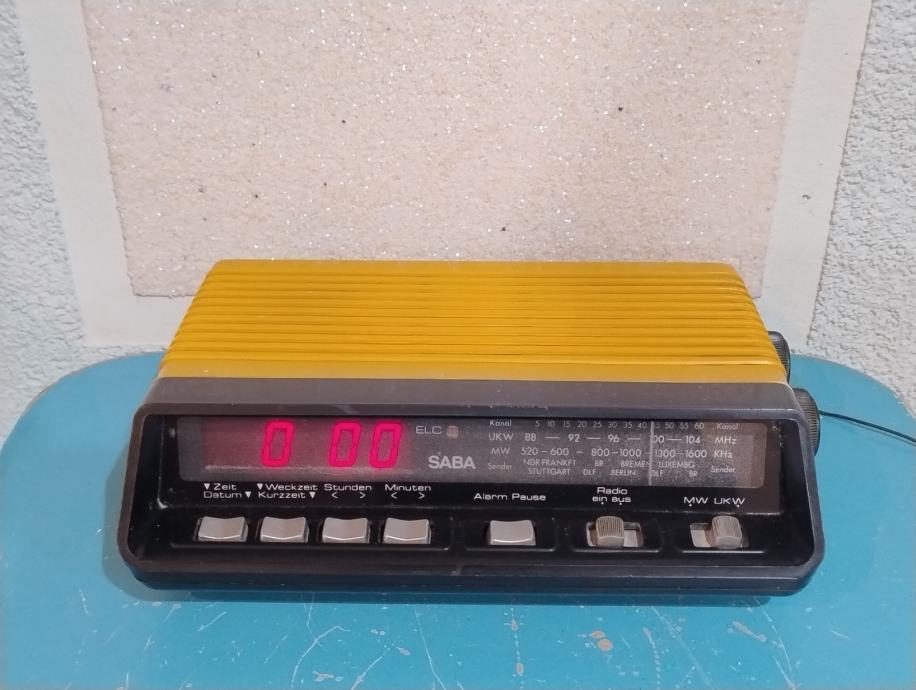 0 00
ELC
SABA
Kanal 5 10 15 20 25 30 35 40 45 50 55 60 Kanal
UKW 88 — 92 — 96 — 100 — 104 MHz
MW 520 — 600 — 800 — 1000 — 1300 — 1600 KHz
Sender NDR FRANKFT BR BREMEN LUXEMBG Sender
STUTTGART DLF BERLIN DLF BR
▼ Zeit ▼ Weckzeit Stunden Minuten
Datum ▼ Kurzzeit ▼ < > < >
Alarm Pause
Radio
ein aus
MW UKW